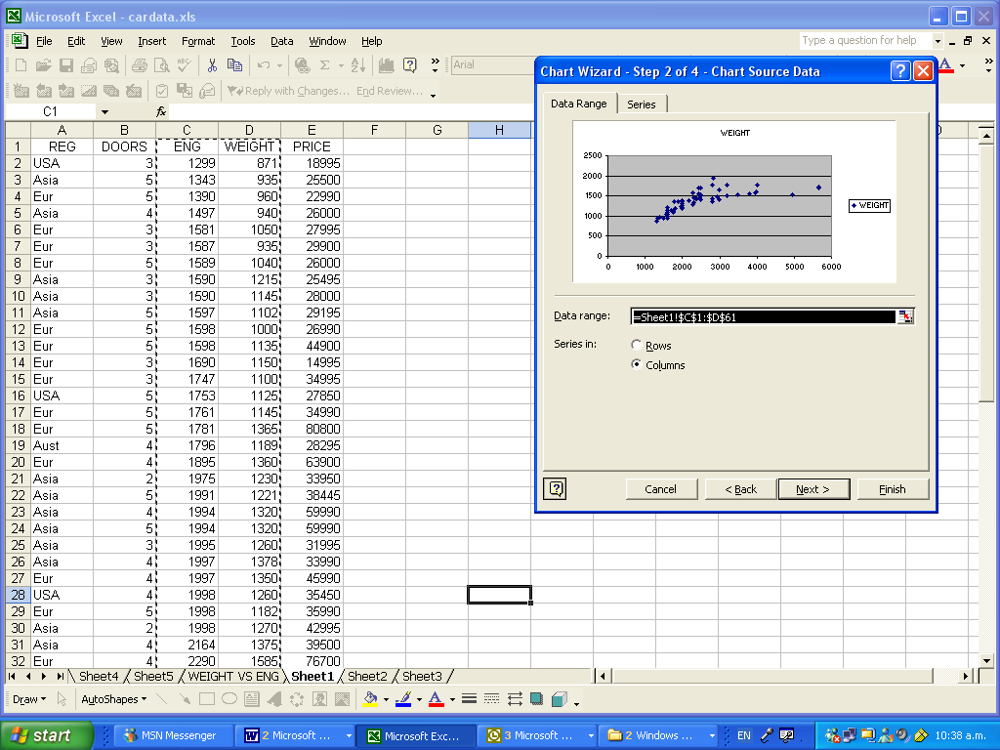 Microsoft Excel - cardata.xls
File Edit View Insert Format Tools Data Window Help
Type a question for help
Arial
Reply with Changes... End Review...
C1 fx
A B C D E F G H
1 REG DOORS ENG WEIGHT PRICE
2 USA 3 1299 871 18995
3 Asia 5 1343 935 25500
4 Eur 5 1390 960 22990
5 Asia 4 1497 940 26000
6 Eur 3 1581 1050 27995
7 Eur 3 1587 935 29900
8 Eur 5 1589 1040 26000
9 Asia 3 1590 1215 25495
10 Eur 3 1590 1145 28000
11 Asia 5 1597 1102 29195
12 Eur 5 1598 1000 26990
13 Eur 5 1598 1135 44900
14 Eur 3 1690 1150 14995
15 Eur 3 1747 1100 34995
16 USA 5 1753 1125 27850
17 Eur 5 1761 1145 34990
18 Eur 5 1781 1365 80800
19 Aust 4 1796 1189 28295
20 Eur 4 1895 1360 63900
21 Asia 2 1975 1230 33950
22 Asia 5 1991 1221 38445
23 Asia 4 1994 1320 59990
24 Asia 5 1994 1320 59990
25 Asia 3 1995 1260 31995
26 Asia 4 1997 1378 33990
27 Eur 4 1997 1350 45990
28 USA 4 1998 1260 35450
29 Eur 5 1998 1182 35990
30 Asia 2 1998 1270 42995
31 Asia 4 2164 1375 39500
32 Eur 4 2290 1585 76700
Chart Wizard - Step 2 of 4 - Chart Source Data
Data Range Series
WEIGHT
2500
2000
1500
1000
500
0
0 1000 2000 3000 4000 5000 6000
WEIGHT
Data range: =Sheet1!$C$1:$D$61
Series in: Rows
Columns
Cancel < Back Next > Finish
Sheet4 Sheet5 WEIGHT VS ENG Sheet1 Sheet2 Sheet3
Draw AutoShapes
start MSN Messenger 2 Microsoft ... Microsoft Exc... 3 Microsoft ... 2 Windows ... EN 10:38 a.m.